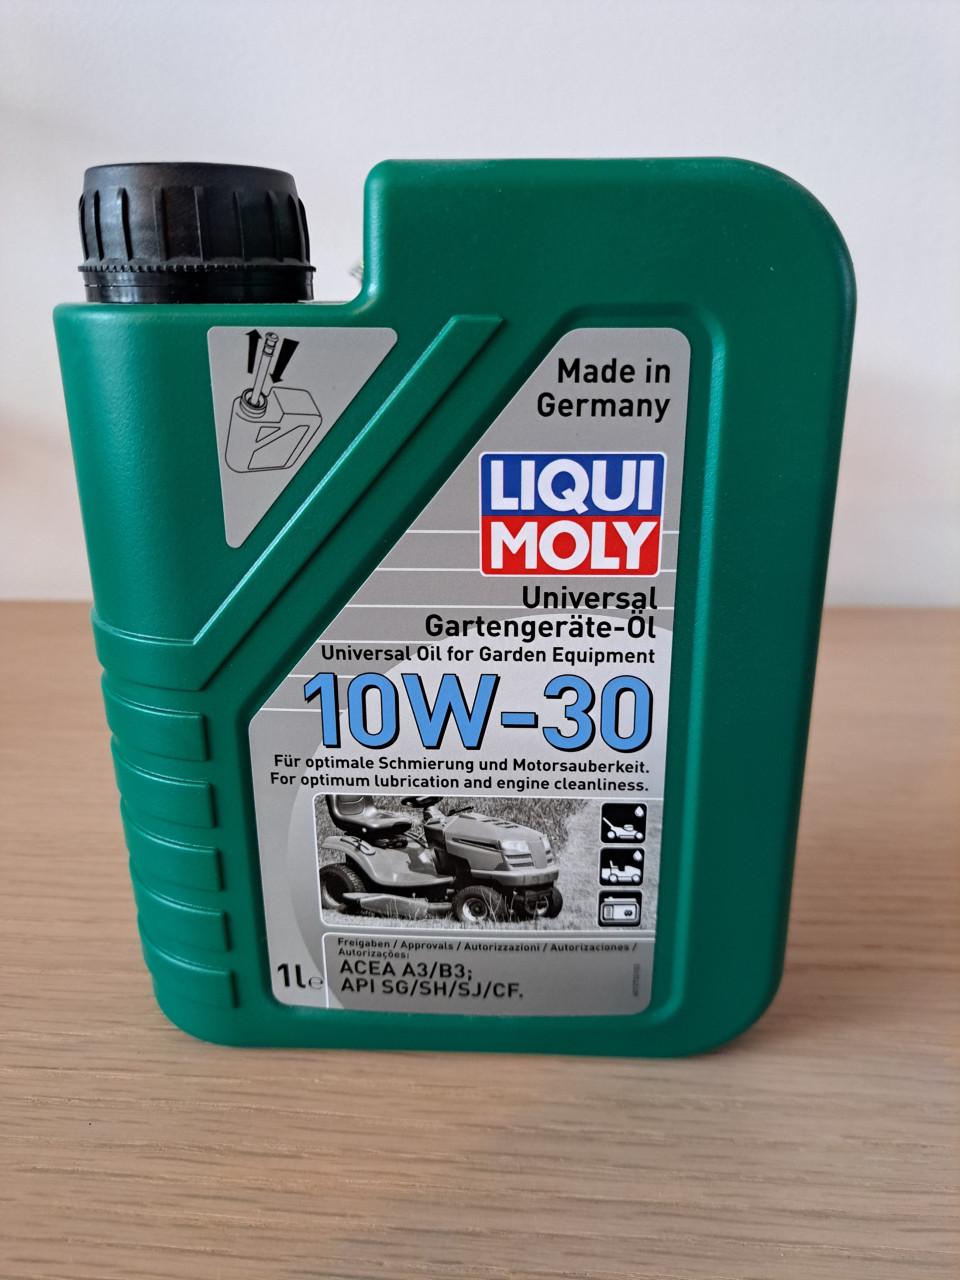 Made in
Germany
LIQUI
MOLY
Universal
Gartengeräte-Öl
Universal Oil for Garden Equipment
10W-30
Für optimale Schmierung und Motorsauberkeit.
For optimum lubrication and engine cleanliness.
Freigaben / Approvals / Autorizzazioni / Autorizaciones /
Autorizações:
ACEA A3/B3;
API SG/SH/SJ/CF.
1L℮